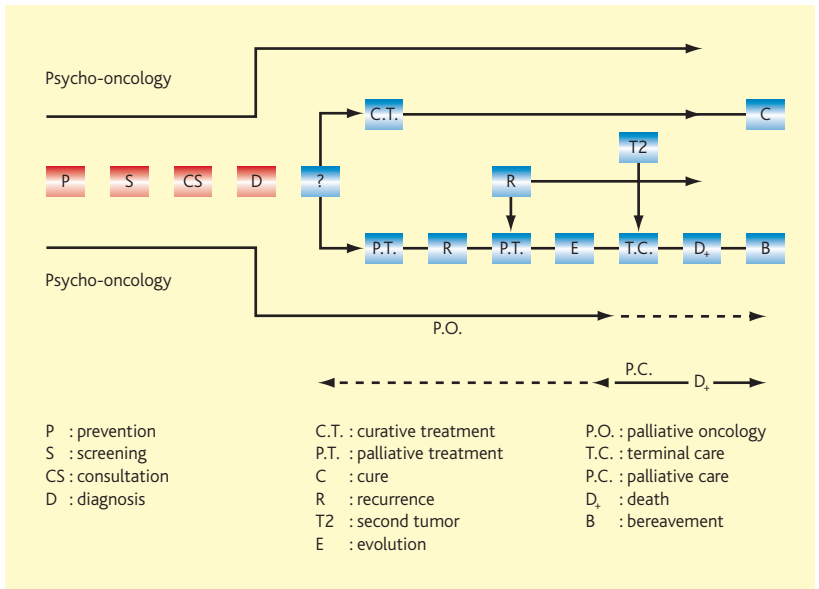 Psycho-oncology
C.T.
C
T2
P
S
CS
D
?
R
P.T.
R
P.T.
E
T.C.
D+
B
Psycho-oncology
P.O.
P.C.
D+
P : prevention
S : screening
CS : consultation
D : diagnosis
C.T. : curative treatment
P.T. : palliative treatment
C : cure
R : recurrence
T2 : second tumor
E : evolution
P.O. : palliative oncology
T.C. : terminal care
P.C. : palliative care
D+ : death
B : bereavement